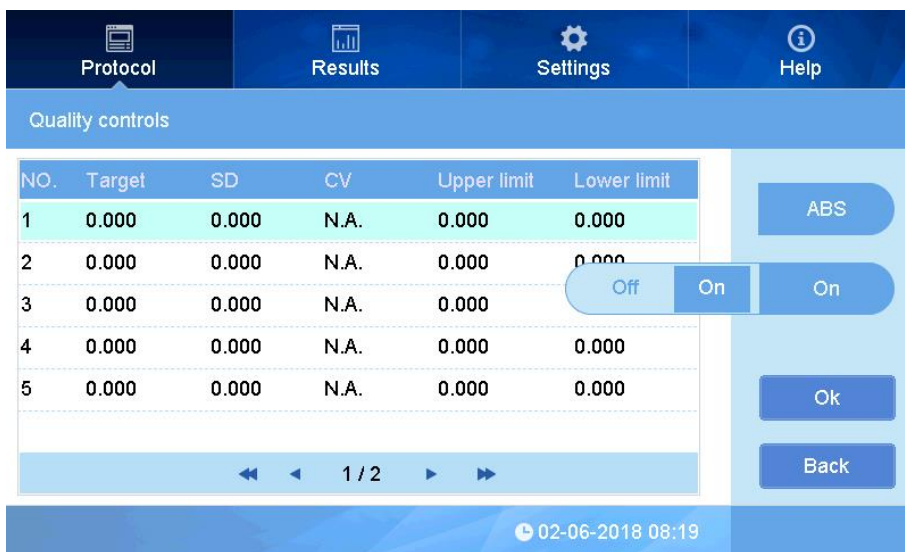 Protocol Results Settings Help
Quality controls
NO. Target SD CV Upper limit Lower limit
1 0.000 0.000 N.A. 0.000 0.000
ABS
2 0.000 0.000 N.A. 0.000 0.000
Off On On
3 0.000 0.000 N.A. 0.000
4 0.000 0.000 N.A. 0.000 0.000
5 0.000 0.000 N.A. 0.000 0.000
Ok
1 / 2
Back
02-06-2018 08:19